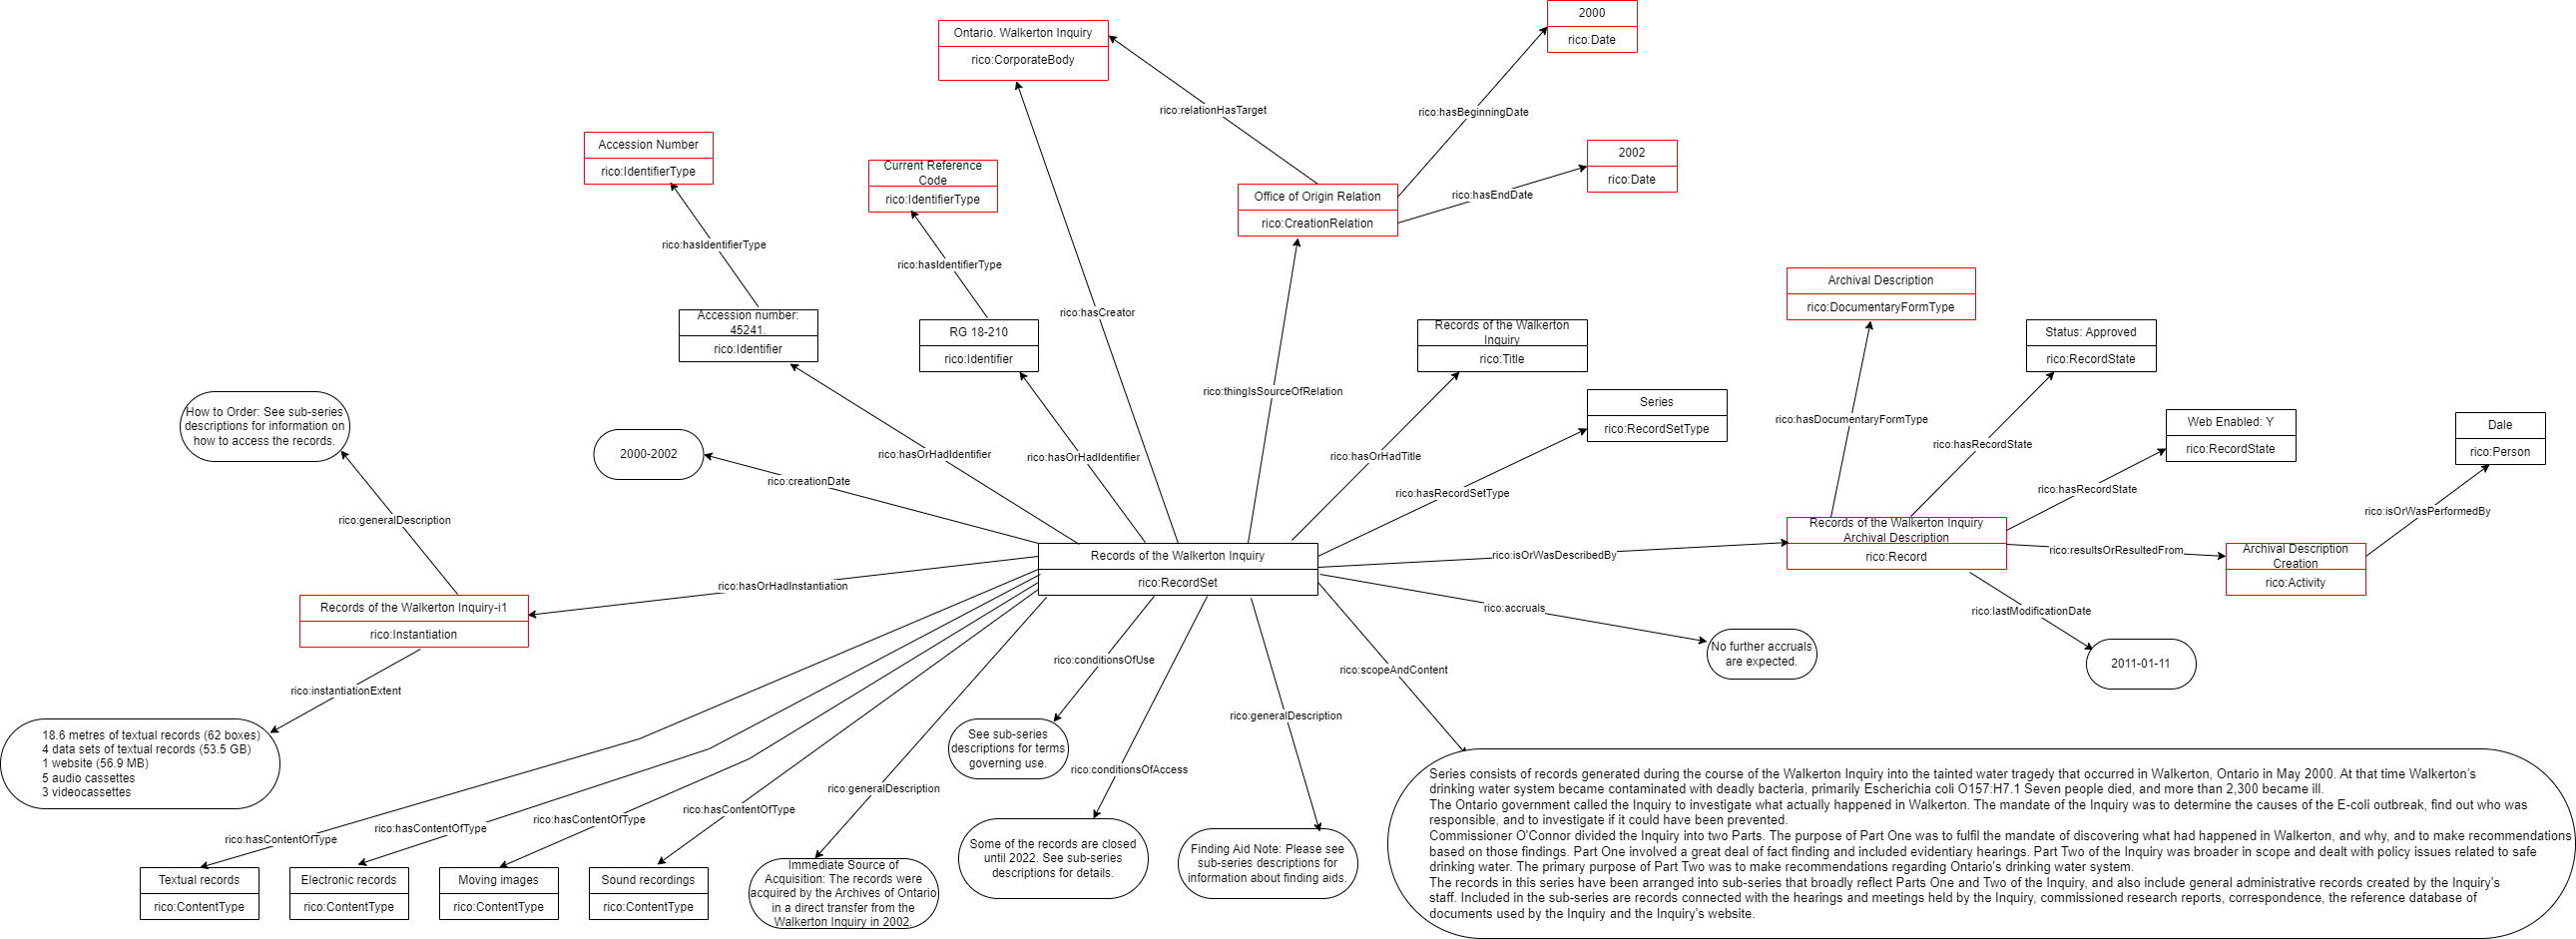 2000
rico:Date
Ontario. Walkerton Inquiry
rico:CorporateBody
rico:relationHasTarget
rico:hasBeginningDate
Accession Number
rico:IdentifierType
Current Reference
Code
rico:IdentifierType
2002
rico:Date
rico:hasEndDate
Office of Origin Relation
rico:CreationRelation
rico:hasIdentifierType
rico:hasIdentifierType
Archival Description
rico:DocumentaryFormType
Accession number:
45241.
rico:Identifier
RG 18-210
rico:Identifier
rico:hasCreator
Records of the Walkerton
Inquiry
rico:Title
Status: Approved
rico:RecordState
rico:thingIsSourceOfRelation
Series
rico:RecordSetType
How to Order: See sub-series
descriptions for information on
how to access the records.
2000-2002
rico:hasOrHadIdentifier
rico:hasOrHadIdentifier
rico:hasOrHadTitle
rico:hasDocumentaryFormType
rico:hasRecordState
Web Enabled: Y
rico:RecordState
Dale
rico:Person
rico:creationDate
rico:hasRecordSetType
rico:hasRecordState
rico:isOrWasPerformedBy
rico:generalDescription
Records of the Walkerton Inquiry
rico:RecordSet
rico:isOrWasDescribedBy
Records of the Walkerton Inquiry
Archival Description
rico:Record
rico:resultsOrResultedFrom
Archival Description
Creation
rico:Activity
rico:hasOrHadInstantiation
Records of the Walkerton Inquiry-i1
rico:Instantiation
rico:accruals
rico:lastModificationDate
No further accruals
are expected.
2011-01-11
rico:conditionsOfUse
rico:scopeAndContent
rico:instantiationExtent
rico:generalDescription
18.6 metres of textual records (62 boxes)
4 data sets of textual records (53.5 GB)
1 website (56.9 MB)
5 audio cassettes
3 videocassettes
See sub-series
descriptions for terms
governing use.
rico:conditionsOfAccess
rico:generalDescription
rico:hasContentOfType
rico:hasContentOfType
rico:hasContentOfType
rico:hasContentOfType
Textual records
rico:ContentType
Electronic records
rico:ContentType
Moving images
rico:ContentType
Sound recordings
rico:ContentType
Immediate Source of
Acquisition: The records were
acquired by the Archives of Ontario
in a direct transfer from the
Walkerton Inquiry in 2002.
Some of the records are closed
until 2022. See sub-series
descriptions for details.
Finding Aid Note: Please see
sub-series descriptions for
information about finding aids.
Series consists of records generated during the course of the Walkerton Inquiry into the tainted water tragedy that occurred in Walkerton, Ontario in May 2000. At that time Walkerton's
drinking water system became contaminated with deadly bacteria, primarily Escherichia coli O157:H7.1 Seven people died, and more than 2,300 became ill.
The Ontario government called the Inquiry to investigate what actually happened in Walkerton. The mandate of the Inquiry was to determine the causes of the E-coli outbreak, find out who was
responsible, and to investigate if it could have been prevented.
Commissioner O'Connor divided the Inquiry into two Parts. The purpose of Part One was to fulfil the mandate of discovering what had happened in Walkerton, and why, and to make recommendations
based on those findings. Part One involved a great deal of fact finding and included evidentiary hearings. Part Two of the Inquiry was broader in scope and dealt with policy issues related to safe
drinking water. The primary purpose of Part Two was to make recommendations regarding Ontario's drinking water system.
The records in this series have been arranged into sub-series that broadly reflect Parts One and Two of the Inquiry, and also include general administrative records created by the Inquiry's
staff. Included in the sub-series are records connected with the hearings and meetings held by the Inquiry, commissioned research reports, correspondence, the reference database of
documents used by the Inquiry and the Inquiry's website.